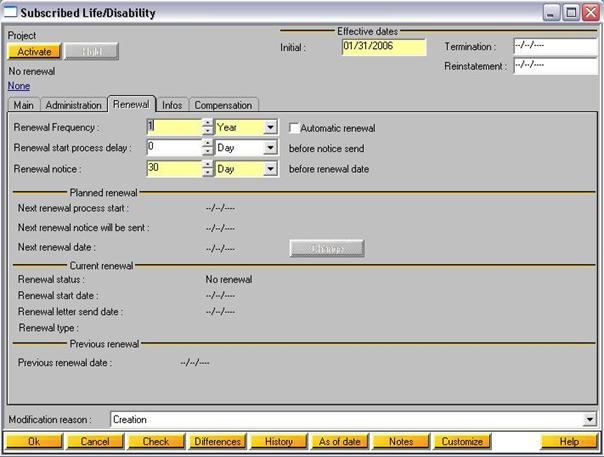 Subscribed Life/Disability
Project
Effective dates
Activate Hold
Initial : 01/31/2006
Termination : --/--/----
Reinstatement : --/--/----
No renewal
None
Main Administration Renewal Infos Compensation
Renewal Frequency : 1 Year Automatic renewal
Renewal start process delay : 0 Day before notice send
Renewal notice : 30 Day before renewal date
Planned renewal
Next renewal process start : --/--/----
Next renewal notice will be sent : --/--/----
Next renewal date : --/--/---- Change
Current renewal
Renewal status : No renewal
Renewal start date : --/--/----
Renewal letter send date : --/--/----
Renewal type :
Previous renewal
Previous renewal date : --/--/----
Modification reason : Creation
Ok Cancel Check Differences History As of date Notes Customize Help